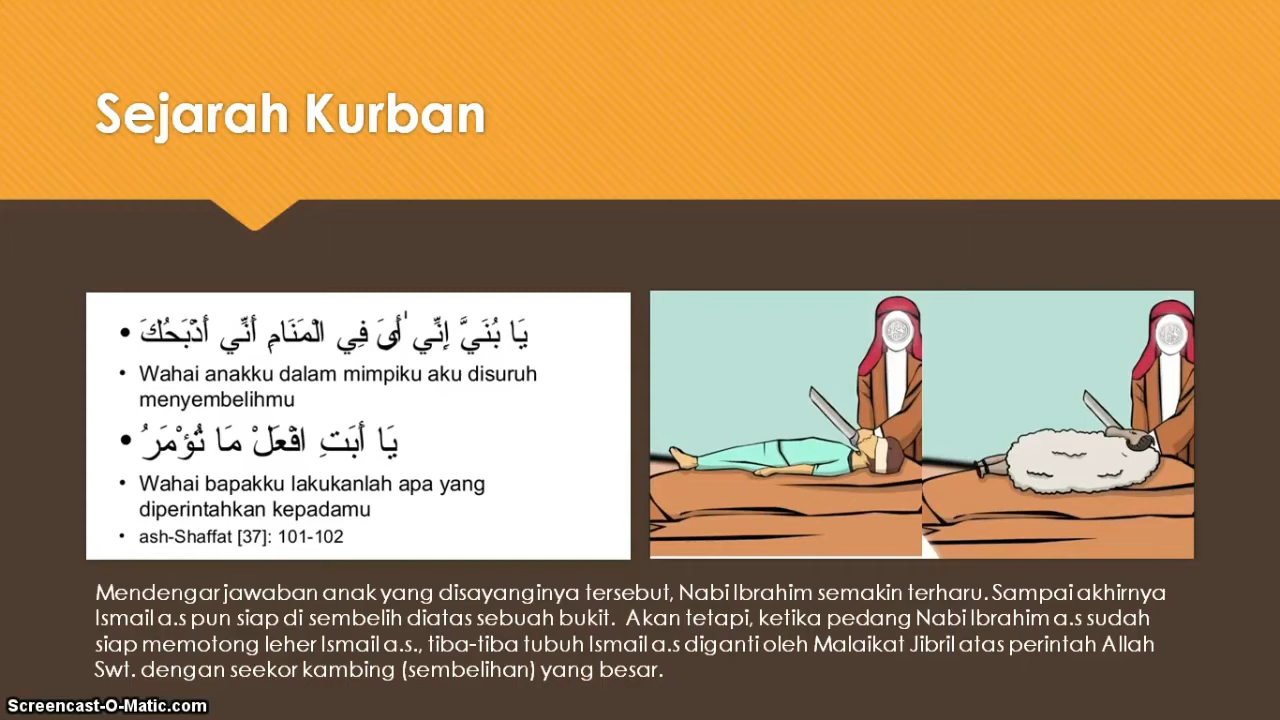 Sejarah Kurban
• يَا بُنَيَّ إِنِّي أَىَٰ فِي الْمَنَامِ أَنِّي أَذْبَحُكَ
• Wahai anakku dalam mimpiku aku disuruh
menyembelihmu
• يَا أَبَتِ افْعَلْ مَا تُؤْمَرُ
• Wahai bapakku lakukanlah apa yang
diperintahkan kepadamu
• ash-Shaffat [37]: 101-102
Mendengar jawaban anak yang disayanginya tersebut, Nabi Ibrahim semakin terharu. Sampai akhirnya
Ismail a.s pun siap di sembelih diatas sebuah bukit. Akan tetapi, ketika pedang Nabi Ibrahim a.s sudah
siap memotong leher Ismail a.s., tiba-tiba tubuh Ismail a.s diganti oleh Malaikat Jibril atas perintah Allah
Swt. dengan seekor kambing (sembelihan) yang besar.
Screencast-O-Matic.com